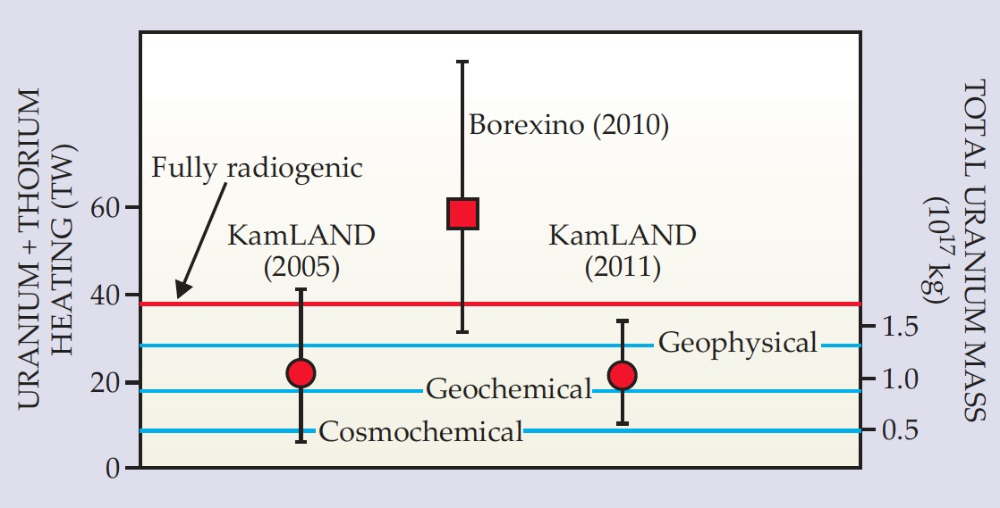 URANIUM + THORIUM
HEATING (TW)
60
40
20
0
Fully radiogenic
KamLAND
(2005)
Borexino (2010)
KamLAND
(2011)
Geophysical
Geochemical
Cosmochemical
1.5
1.0
0.5
TOTAL URANIUM MASS
(10¹⁷ kg)